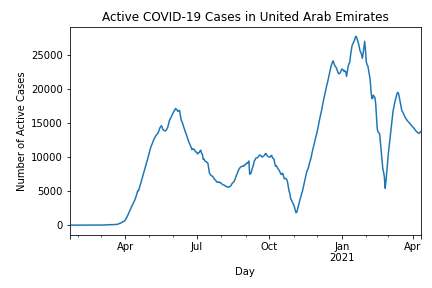 Active COVID-19 Cases in United Arab Emirates
Number of Active Cases
25000
20000
15000
10000
5000
0
Apr Jul Oct Jan Apr
2021
Day